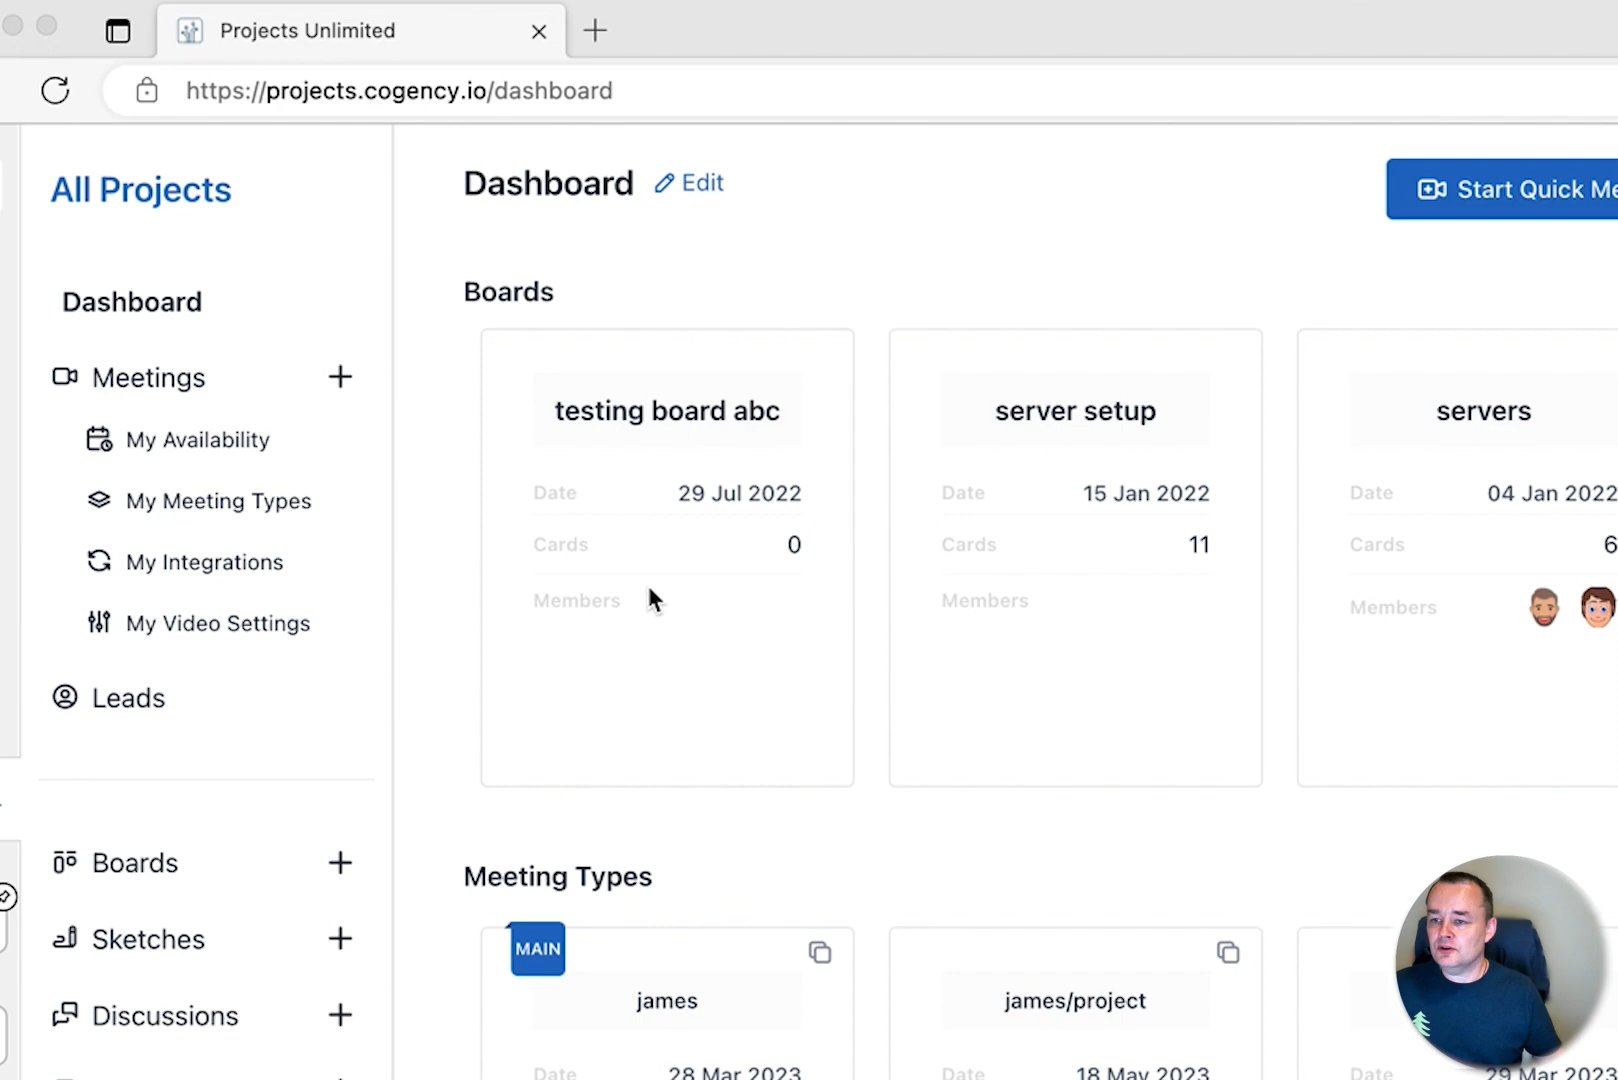 Projects Unlimited
https://projects.cogency.io/dashboard
All Projects
Dashboard
Meetings
My Availability
My Meeting Types
My Integrations
My Video Settings
Leads
Boards
Sketches
Discussions
Dashboard
Edit
Start Quick Me
Boards
testing board abc
Date 29 Jul 2022
Cards 0
Members
server setup
Date 15 Jan 2022
Cards 11
Members
servers
Date 04 Jan 2022
Cards 6
Members
Meeting Types
MAIN
james
Date 28 Mar 2023
james/project
Date 18 May 2023
Date 29 Mar 2023